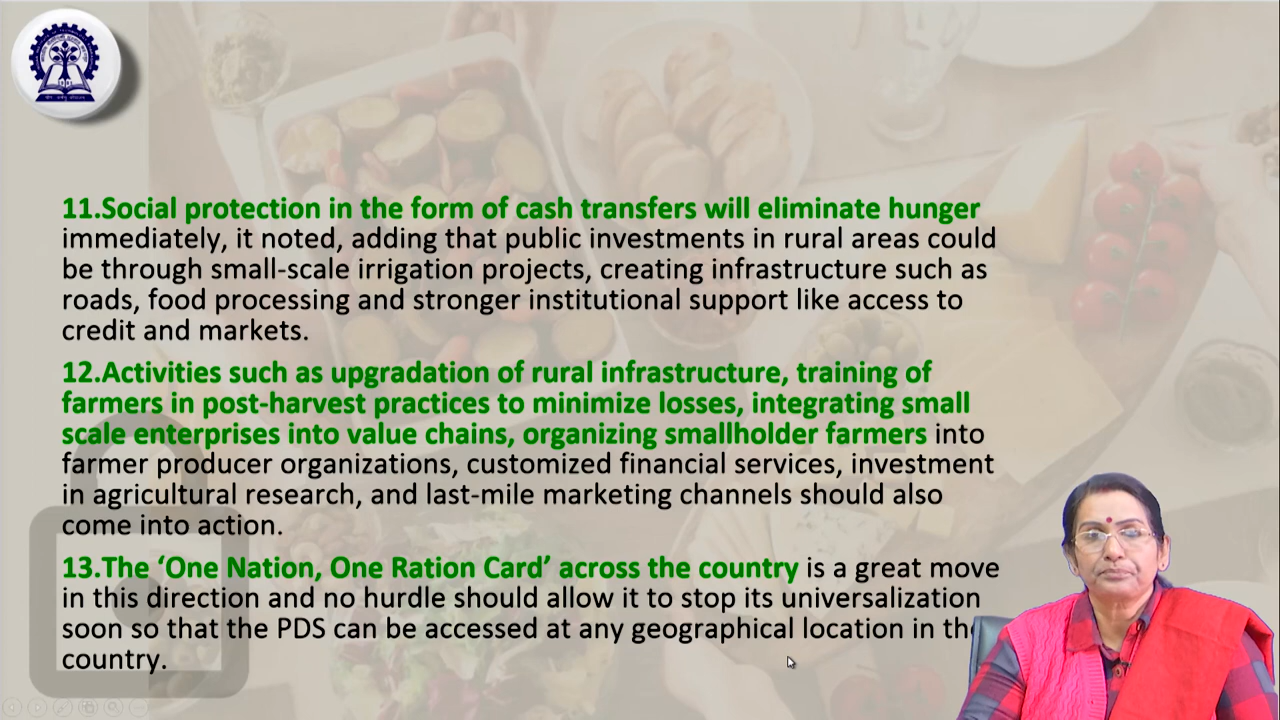 11.Social protection in the form of cash transfers will eliminate hunger
immediately, it noted, adding that public investments in rural areas could
be through small-scale irrigation projects, creating infrastructure such as
roads, food processing and stronger institutional support like access to
credit and markets.
12.Activities such as upgradation of rural infrastructure, training of
farmers in post-harvest practices to minimize losses, integrating small
scale enterprises into value chains, organizing smallholder farmers into
farmer producer organizations, customized financial services, investment
in agricultural research, and last-mile marketing channels should also
come into action.
13.The ‘One Nation, One Ration Card’ across the country is a great move
in this direction and no hurdle should allow it to stop its universalization
soon so that the PDS can be accessed at any geographical location in the
country.